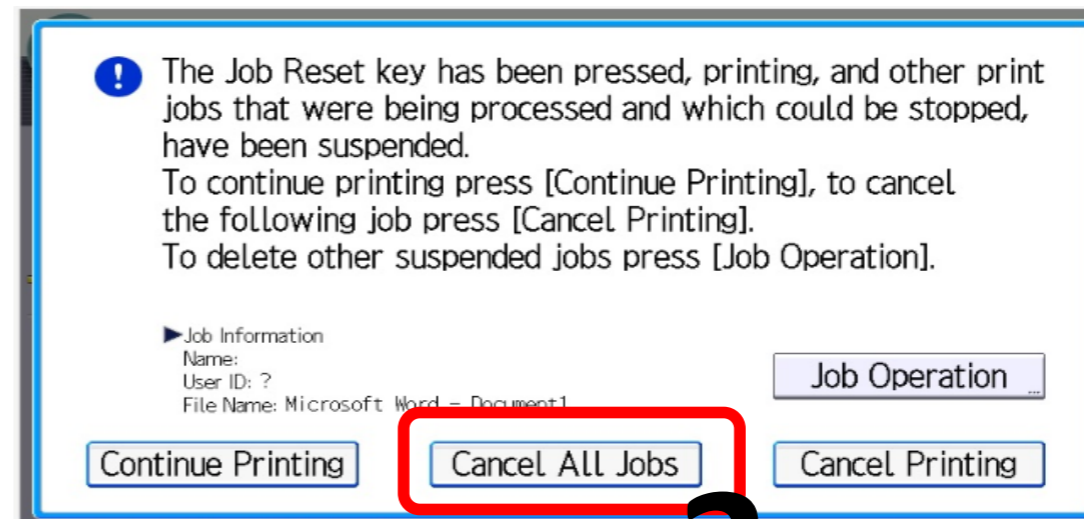 The Job Reset key has been pressed, printing, and other print
jobs that were being processed and which could be stopped,
have been suspended.
To continue printing press [Continue Printing], to cancel
the following job press [Cancel Printing].
To delete other suspended jobs press [Job Operation].
▶Job Information
Name:
User ID: ?
File Name: Microsoft Word - Document1
Job Operation
Continue Printing
Cancel All Jobs
Cancel Printing